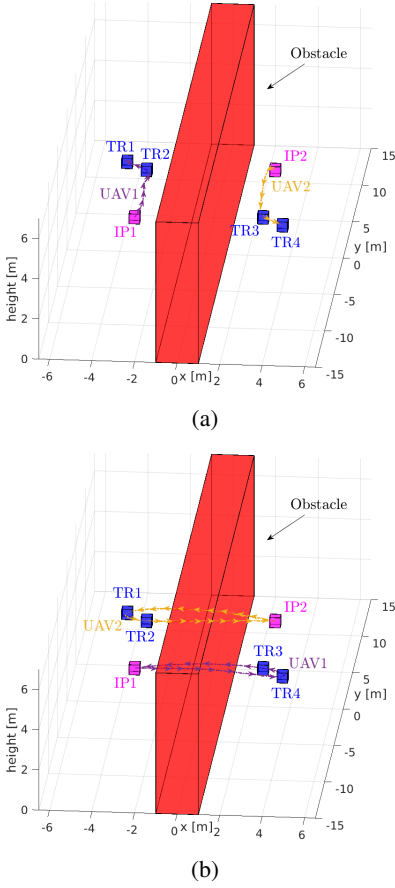 Obstacle
TR1
TR2
IP2
UAV1
UAV2
IP1
TR3
TR4
15
10
5
0
-5
-10
-15
y [m]
6
4
2
0
height [m]
-6
-4
-2
0
2
4
6
x [m]
(a)
Obstacle
TR1
IP2
UAV2
TR2
TR3
UAV1
IP1
TR4
15
10
5
0
-5
-10
-15
y [m]
6
4
2
0
height [m]
-6
-4
-2
0
2
4
6
x [m]
(b)